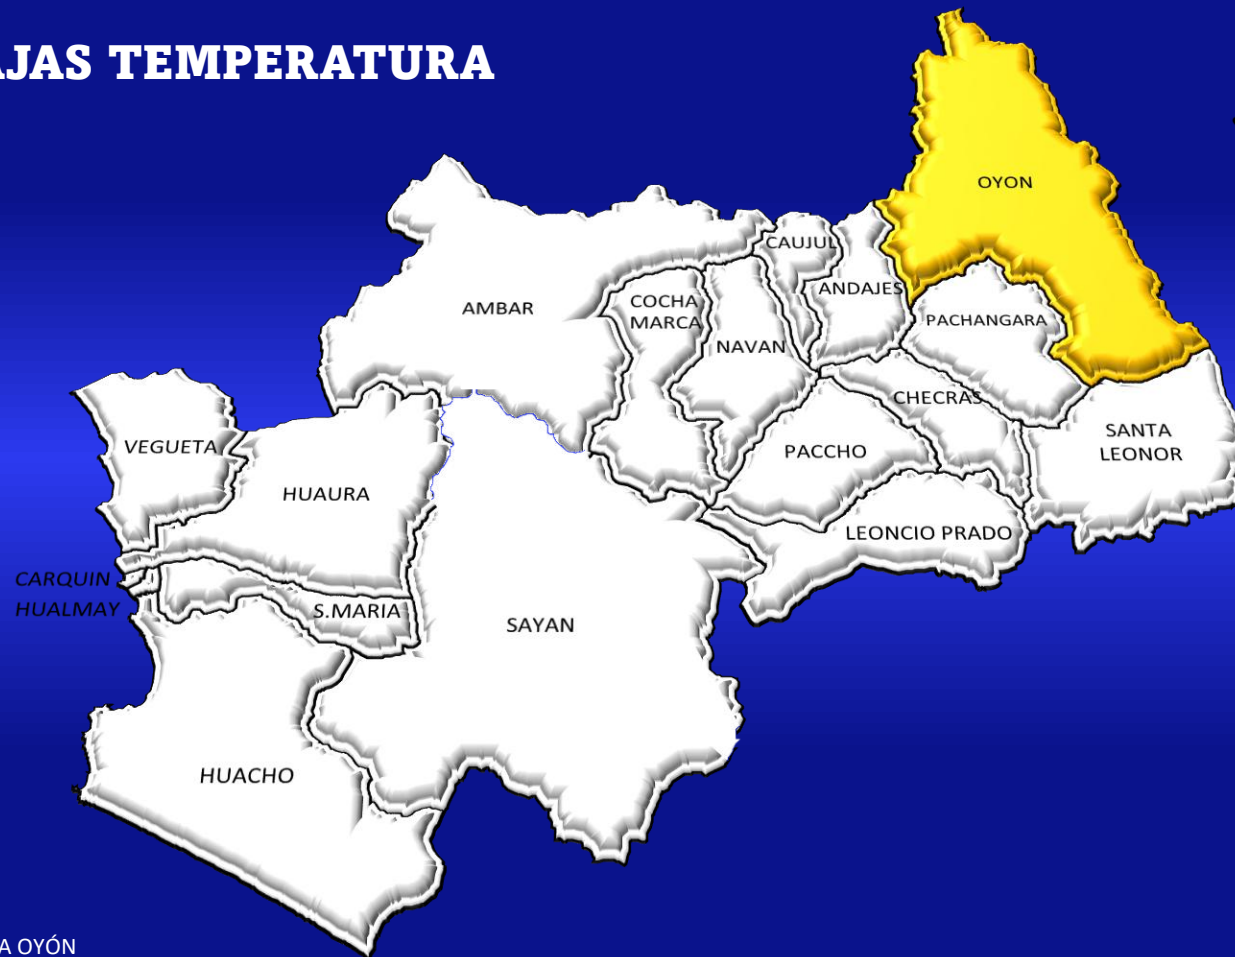 AJAS TEMPERATURA
OYON
CAUJUL
ANDAJES
AMBAR
COCHA
MARCA
PACHANGARA
NAVAN
CHECRAS
VEGUETA
SANTA
LEONOR
PACCHO
HUAURA
LEONCIO PRADO
CARQUIN
HUALMAY
S.MARIA
SAYAN
HUACHO
A OYÓN